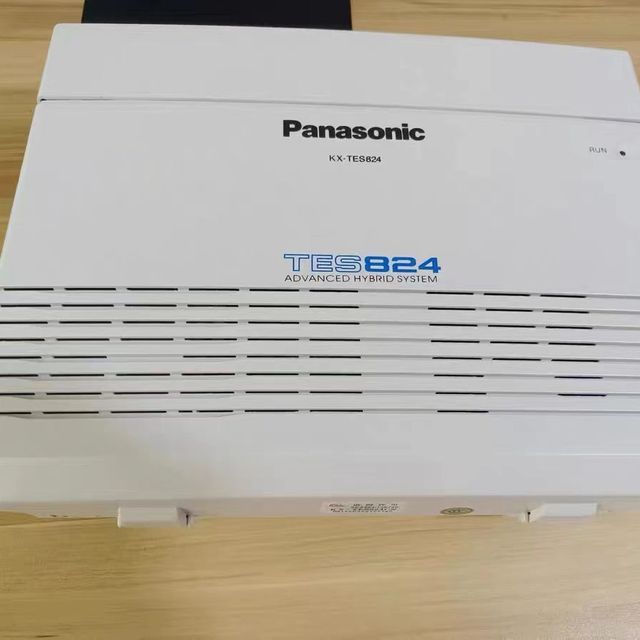 Panasonic
KX-TES824
RUN
TES824
ADVANCED HYBRID SYSTEM